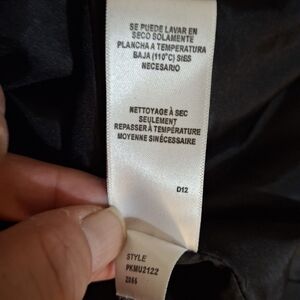 SE PUEDE LAVAR EN
SECO SOLAMENTE
PLANCHA A TEMPERATURA
BAJA (110°C) SIES
NECESARIO
NETTOYAGE À SEC
SEULEMENT
REPASSER À TEMPÉRATURE
MOYENNE SINÉCESSAIRE
D12
STYLE
PKMU2122